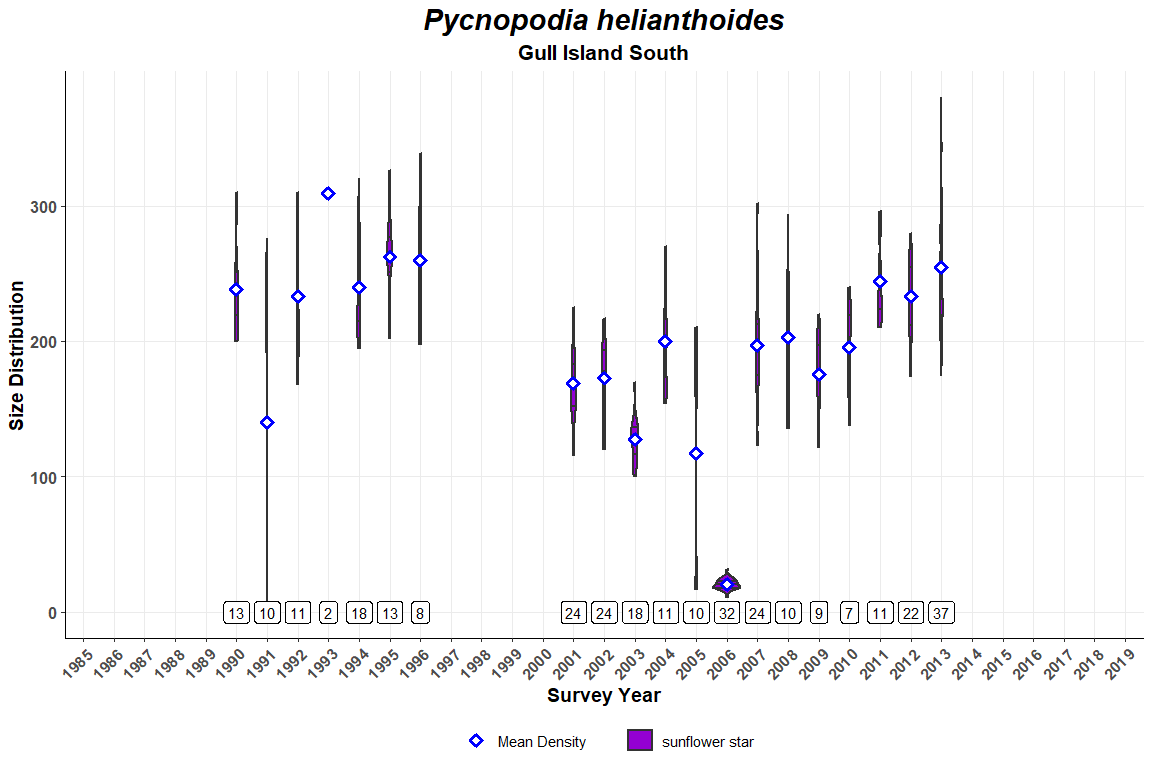 Pycnopodia helianthoides
Gull Island South
Size Distribution
300
200
100
0
13 10 11 2 18 13 8 24 24 18 11 10 32 24 10 9 7 11 22 37
1985 1986 1987 1988 1989 1990 1991 1992 1993 1994 1995 1996 1997 1998 1999 2000 2001 2002 2003 2004 2005 2006 2007 2008 2009 2010 2011 2012 2013 2014 2015 2016 2017 2018 2019
Survey Year
Mean Density sunflower star